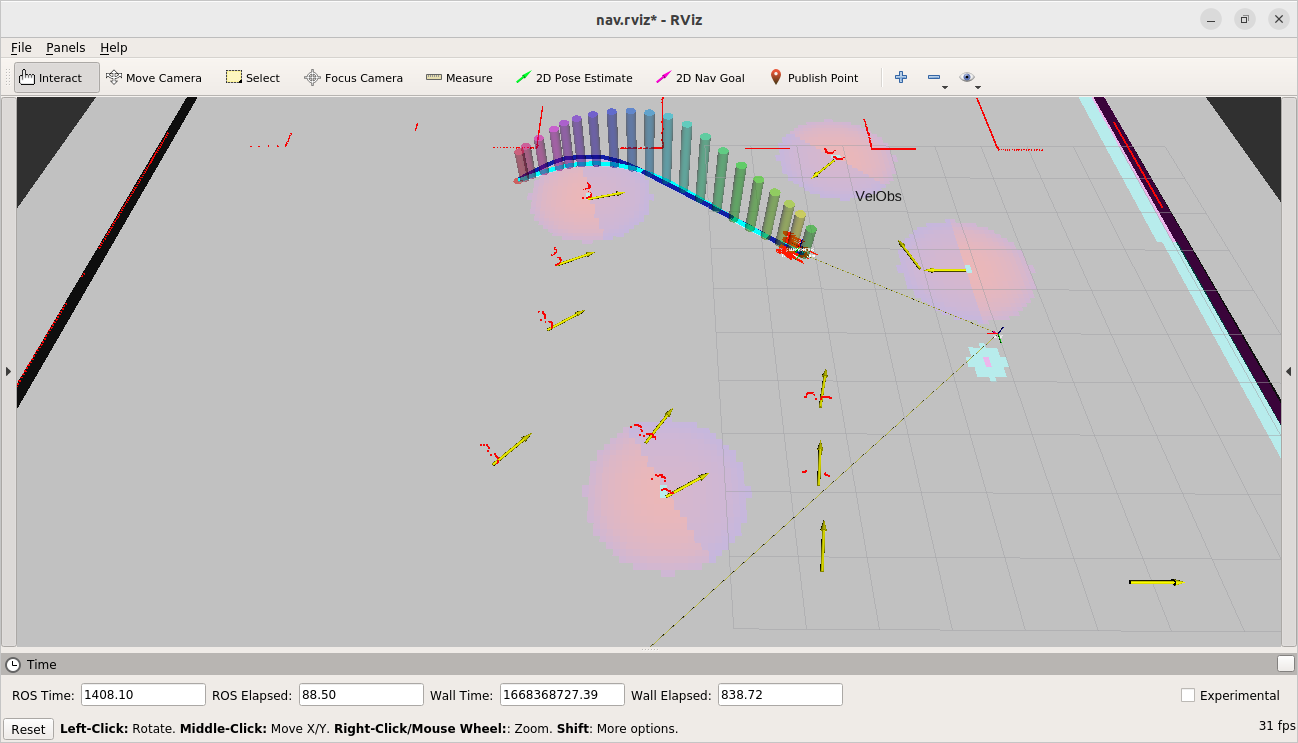 nav.rviz* - RViz
File Panels Help
Interact Move Camera Select Focus Camera Measure 2D Pose Estimate 2D Nav Goal Publish Point
VelObs
Time
ROS Time: 1408.10 ROS Elapsed: 88.50 Wall Time: 1668368727.39 Wall Elapsed: 838.72 Experimental
Reset Left-Click: Rotate. Middle-Click: Move X/Y. Right-Click/Mouse Wheel:: Zoom. Shift: More options. 31 fps